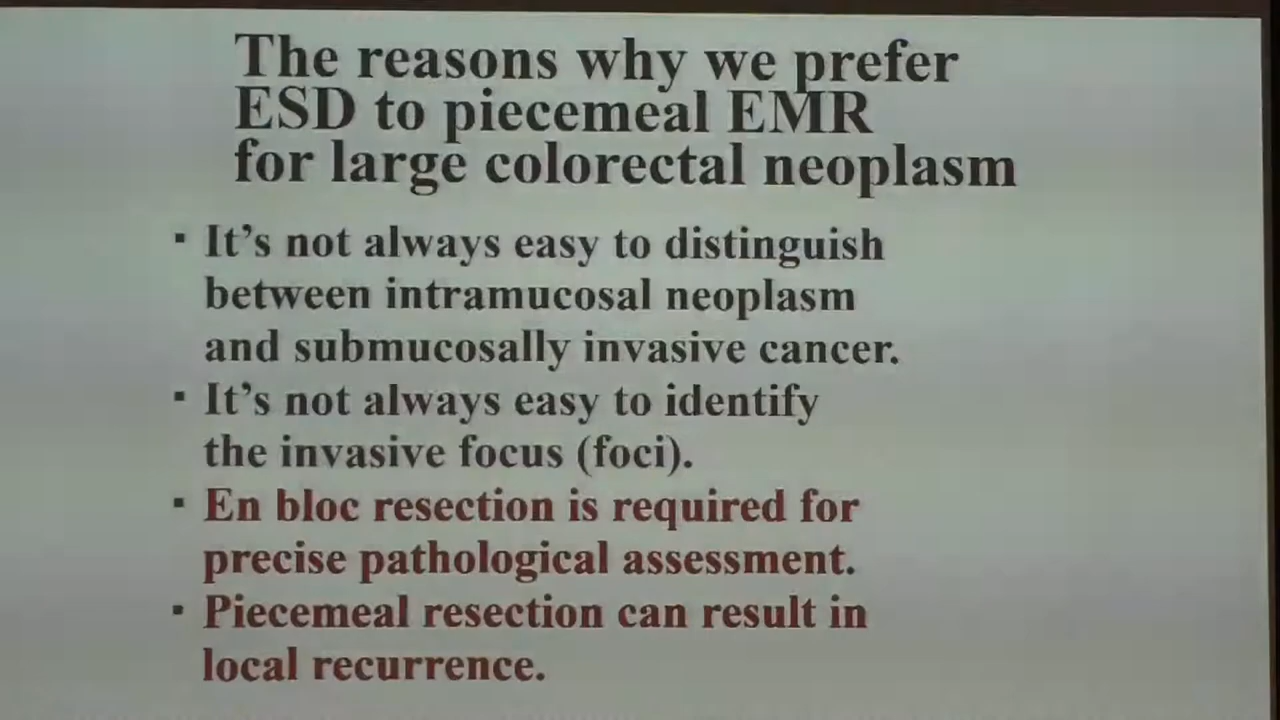 The reasons why we prefer
ESD to piecemeal EMR
for large colorectal neoplasm
▪ It’s not always easy to distinguish
between intramucosal neoplasm
and submucosally invasive cancer.
▪ It’s not always easy to identify
the invasive focus (foci).
▪ En bloc resection is required for
precise pathological assessment.
▪ Piecemeal resection can result in
local recurrence.